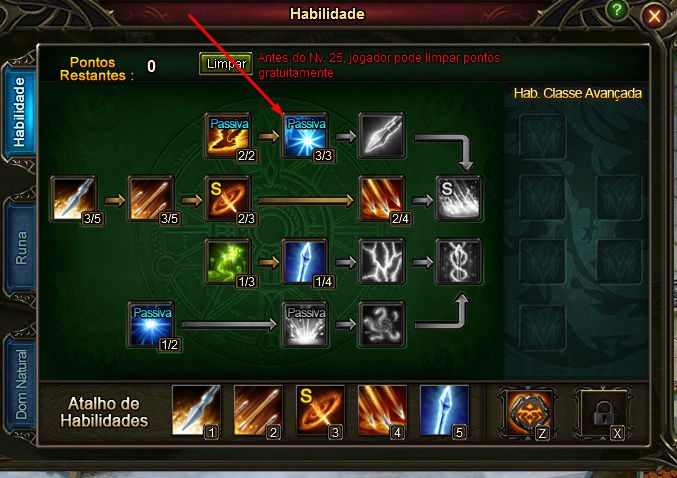 Habilidade
?
X
Pontos
Restantes : 0
Limpar
Antes do Nv. 25, jogador pode limpar pontos
gratuitamente
Hab. Classe Avançada
Habilidade
Runa
Dom Natural
Passiva
2/2
Passiva
3/3
3/5
3/5
S
2/3
2/4
S
1/3
1/4
Passiva
1/2
Passiva
Atalho de
Habilidades
1
2
S
3
4
5
Z
X